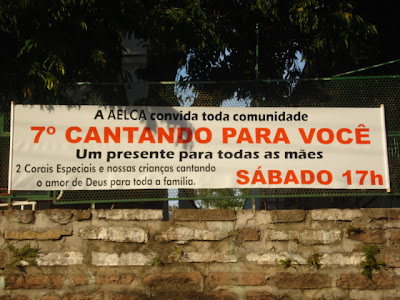 A AELCA convida toda comunidade
7º CANTANDO PARA VOCÊ
Um presente para todas as mães
2 Corais Especiais e nossas crianças cantando
o amor de Deus para toda a família.
SÁBADO 17h